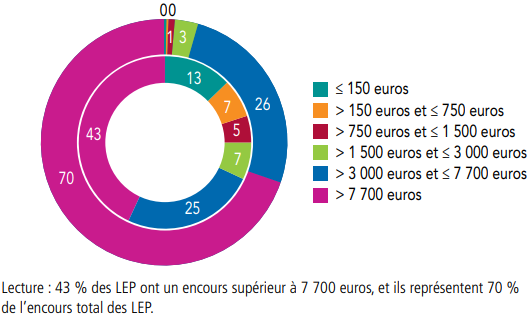 00
1
3
13
26
7
5
43
7
70
25
≤ 150 euros
> 150 euros et ≤ 750 euros
> 750 euros et ≤ 1 500 euros
> 1 500 euros et ≤ 3 000 euros
> 3 000 euros et ≤ 7 700 euros
> 7 700 euros
Lecture : 43 % des LEP ont un encours supérieur à 7 700 euros, et ils représentent 70 %
de l’encours total des LEP.